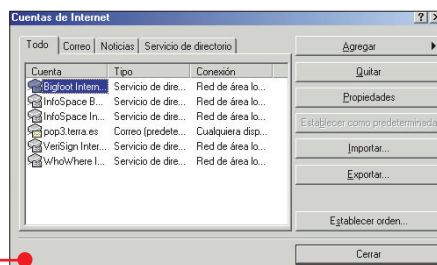 Cuentas de Internet
Todo Correo Noticias Servicio de directorio
Cuenta Tipo Conexión
Bigfoot Intern... Servicio de dire... Red de área lo...
InfoSpace B... Servicio de dire... Red de área lo...
InfoSpace In... Servicio de dire... Red de área lo...
pop3.terra.es Correo (predete... Cualquiera disp...
VeriSign Inter... Servicio de dire... Red de área lo...
WhoWhere I... Servicio de dire... Red de área lo...
Agregar
Quitar
Propiedades
Establecer como predeterminada
Importar...
Exportar...
Establecer orden...
Cerrar